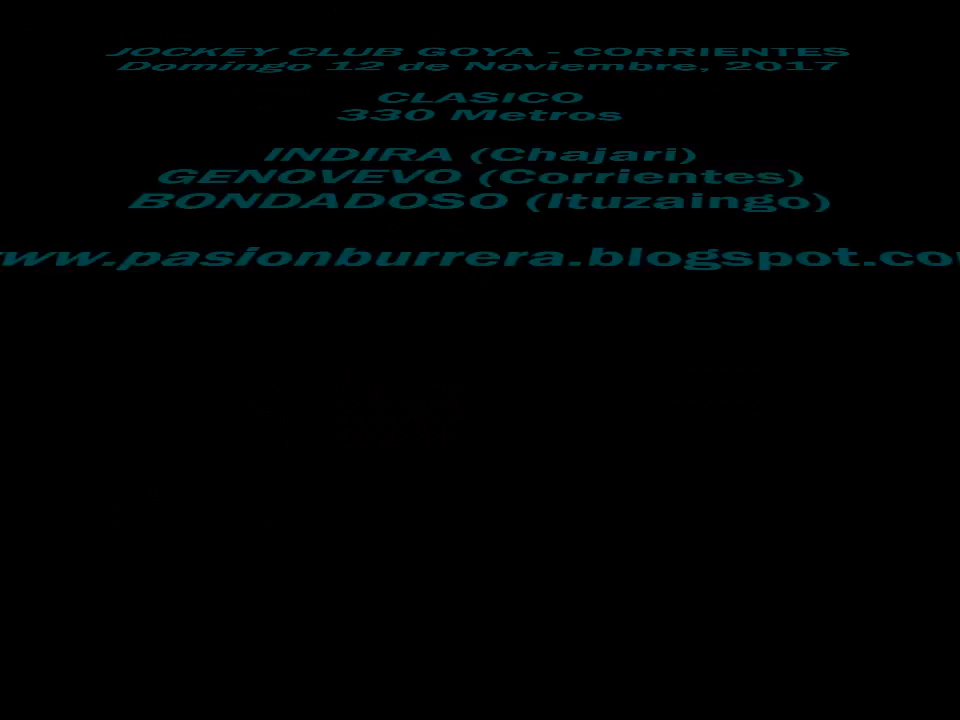 JOCKEY CLUB GOYA - CORRIENTES
Domingo 12 de Noviembre, 2017
CLASICO
330 Metros
INDIRA (Chajari)
GENOVEVO (Corrientes)
BONDADOSO (Ituzaingo)
ww.pasionburrera.blogspot.co